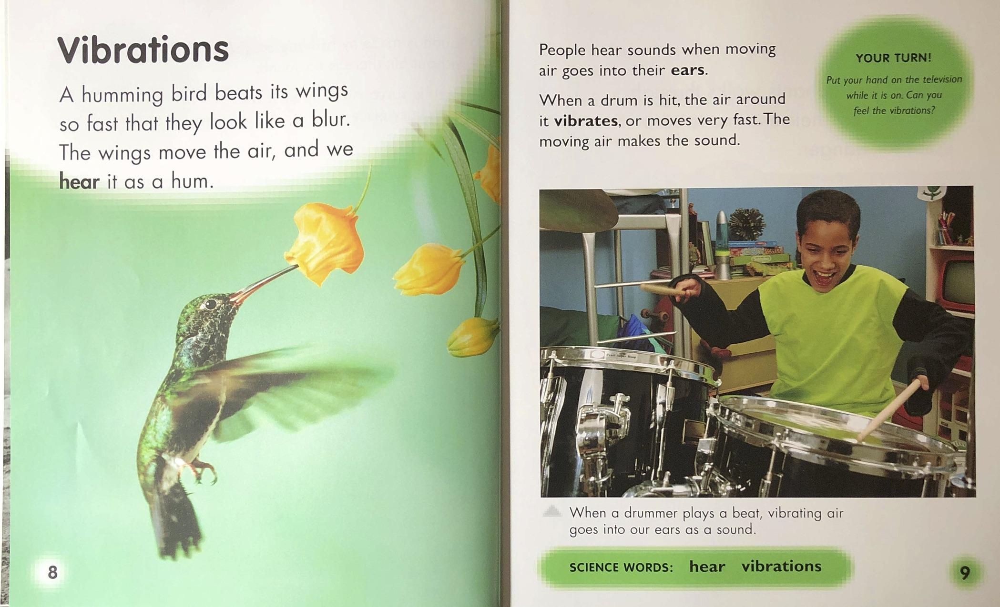 Vibrations
A humming bird beats its wings
so fast that they look like a blur.
The wings move the air, and we
hear it as a hum.
8
People hear sounds when moving
air goes into their ears.
When a drum is hit, the air around
it vibrates, or moves very fast. The
moving air makes the sound.
YOUR TURN!
Put your hand on the television
while it is on. Can you
feel the vibrations?
Pearl Super Hoop
SOCCER
When a drummer plays a beat, vibrating air
goes into our ears as a sound.
SCIENCE WORDS: hear vibrations
9